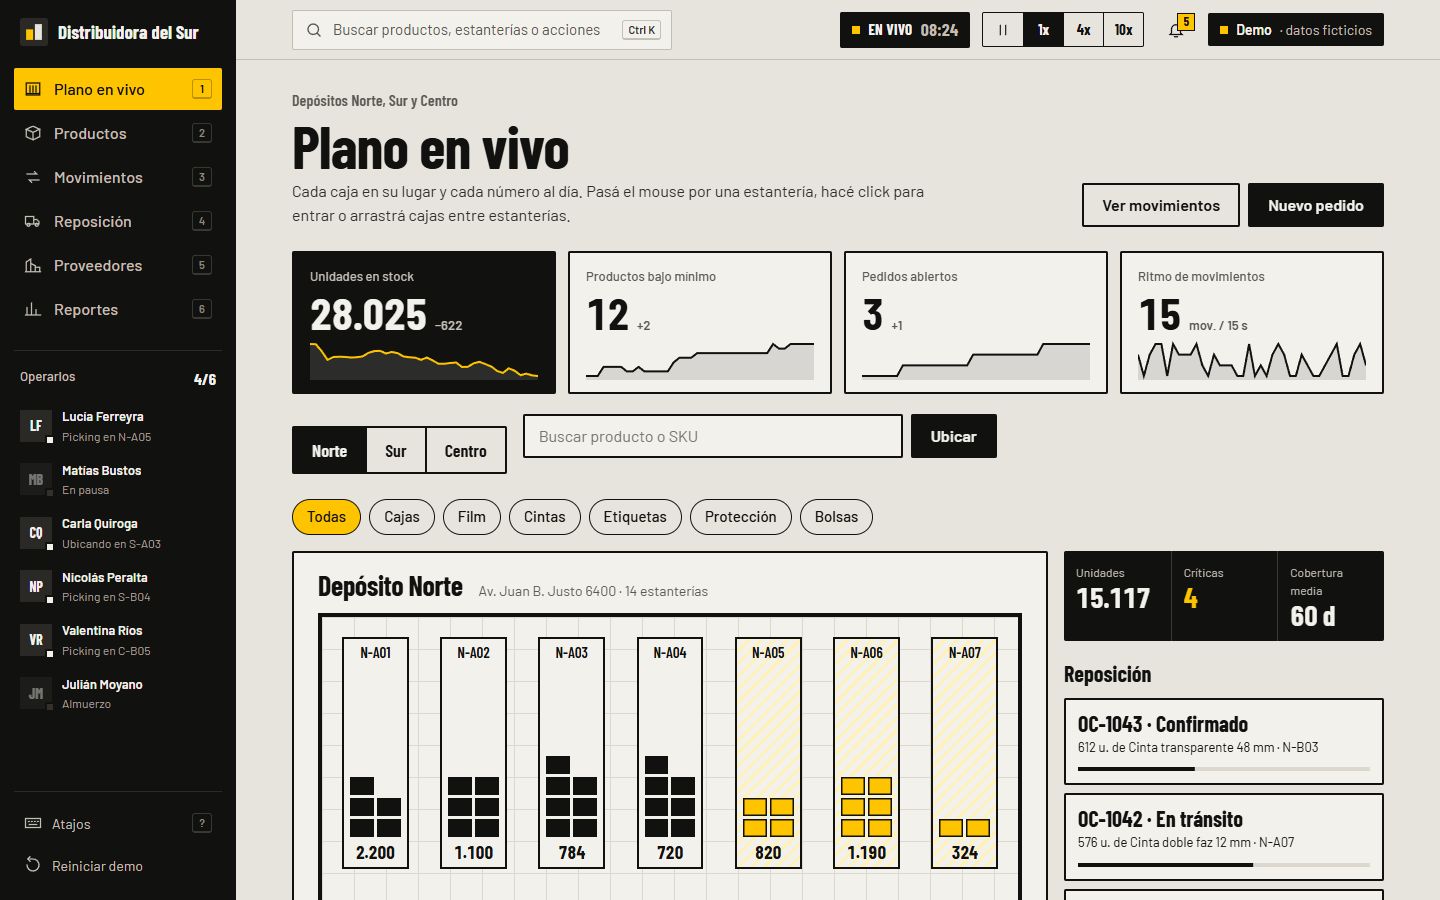 Distribuidora del Sur
Plano en vivo 1
Productos 2
Movimientos 3
Reposición 4
Proveedores 5
Reportes 6
Operarios 4/6
LF Lucía Ferreyra
Picking en N-A05
MB Matías Bustos
En pausa
CQ Carla Quiroga
Ubicando en S-A03
NP Nicolás Peralta
Picking en S-B04
VR Valentina Ríos
Picking en C-B05
JM Julián Moyano
Almuerzo
Atajos ?
Reiniciar demo
Buscar productos, estanterías o acciones Ctrl K
EN VIVO 08:24
1x 4x 10x
5
Demo · datos ficticios
Depósitos Norte, Sur y Centro
Plano en vivo
Cada caja en su lugar y cada número al día. Pasá el mouse por una estantería, hacé click para
entrar o arrastrá cajas entre estanterías.
Ver movimientos
Nuevo pedido
Unidades en stock
28.025 −622
Productos bajo mínimo
12 +2
Pedidos abiertos
3 +1
Ritmo de movimientos
15 mov. / 15 s
Norte Sur Centro
Buscar producto o SKU
Ubicar
Todas Cajas Film Cintas Etiquetas Protección Bolsas
Depósito Norte Av. Juan B. Justo 6400 · 14 estanterías
N-A01 N-A02 N-A03 N-A04 N-A05 N-A06 N-A07
2.200 1.100 784 720 820 1.190 324
Unidades
15.117
Críticas
4
Cobertura
media
60 d
Reposición
OC-1043 · Confirmado
612 u. de Cinta transparente 48 mm · N-B03
OC-1042 · En tránsito
576 u. de Cinta doble faz 12 mm · N-A07